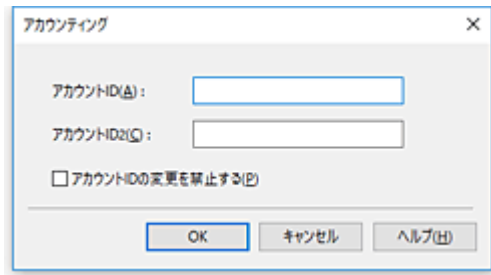 アカウンティング
アカウントID(A) :
アカウントID2(C) :
アカウントIDの変更を禁止する(P)
OK キャンセル ヘルプ(H)